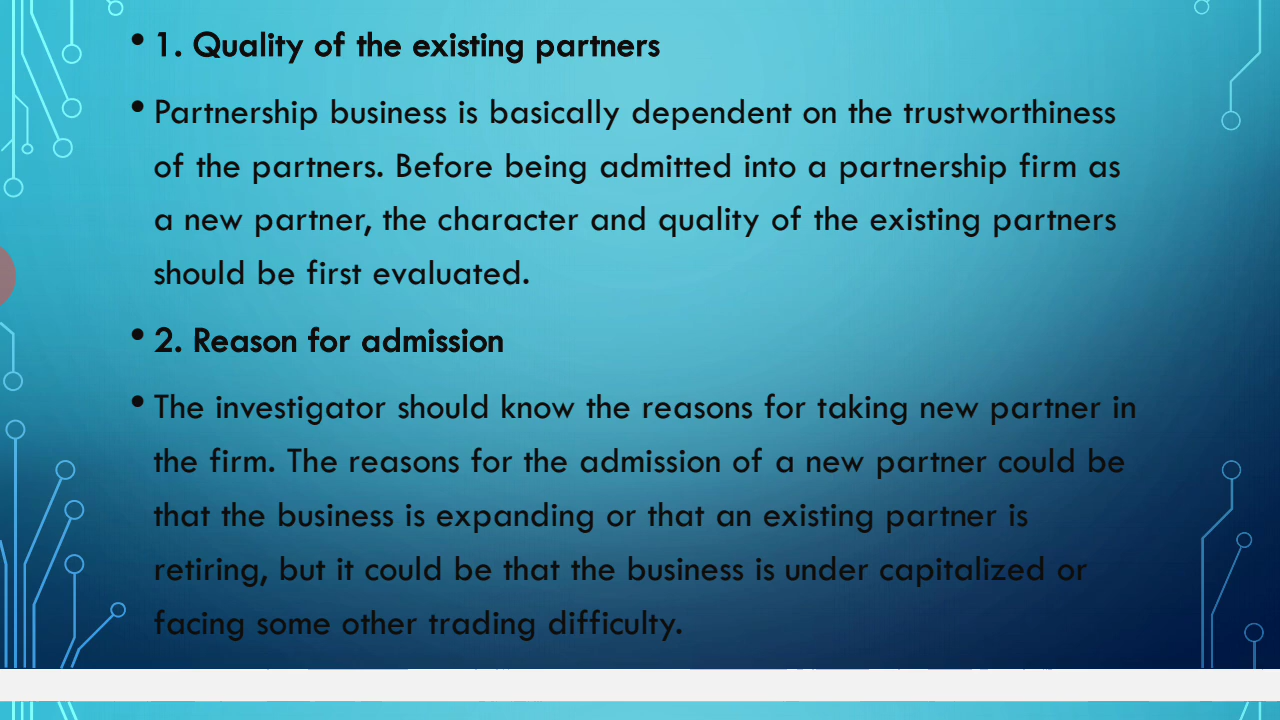 • 1. Quality of the existing partners
• Partnership business is basically dependent on the trustworthiness
of the partners. Before being admitted into a partnership firm as
a new partner, the character and quality of the existing partners
should be first evaluated.
• 2. Reason for admission
• The investigator should know the reasons for taking new partner in
the firm. The reasons for the admission of a new partner could be
that the business is expanding or that an existing partner is
retiring, but it could be that the business is under capitalized or
facing some other trading difficulty.